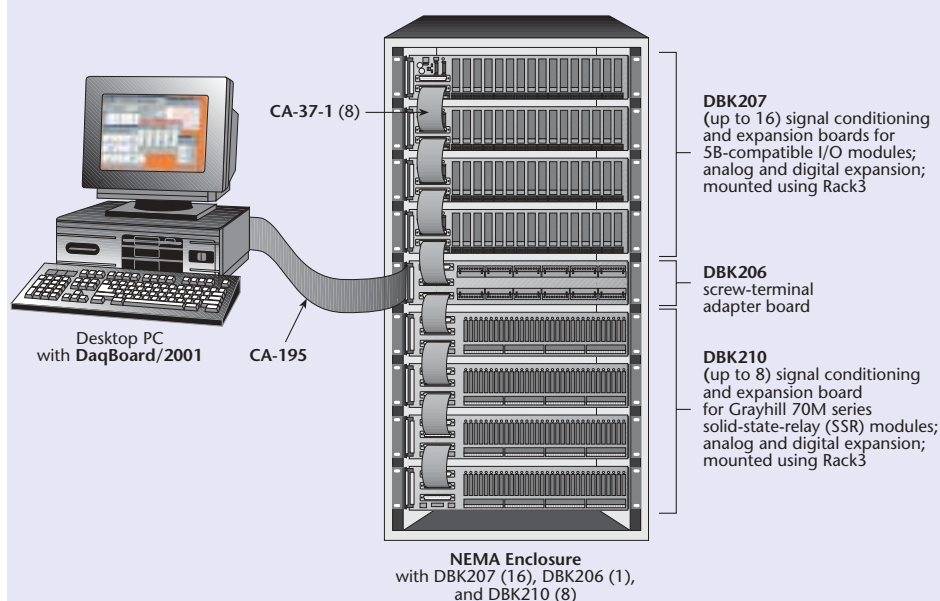 CA-37-1 (8)
DBK207
(up to 16) signal conditioning
and expansion boards for
5B-compatible I/O modules;
analog and digital expansion;
mounted using Rack3
DBK206
screw-terminal
adapter board
Desktop PC
with DaqBoard/2001
CA-195
DBK210
(up to 8) signal conditioning
and expansion board
for Grayhill 70M series
solid-state-relay (SSR) modules;
analog and digital expansion;
mounted using Rack3
NEMA Enclosure
with DBK207 (16), DBK206 (1),
and DBK210 (8)